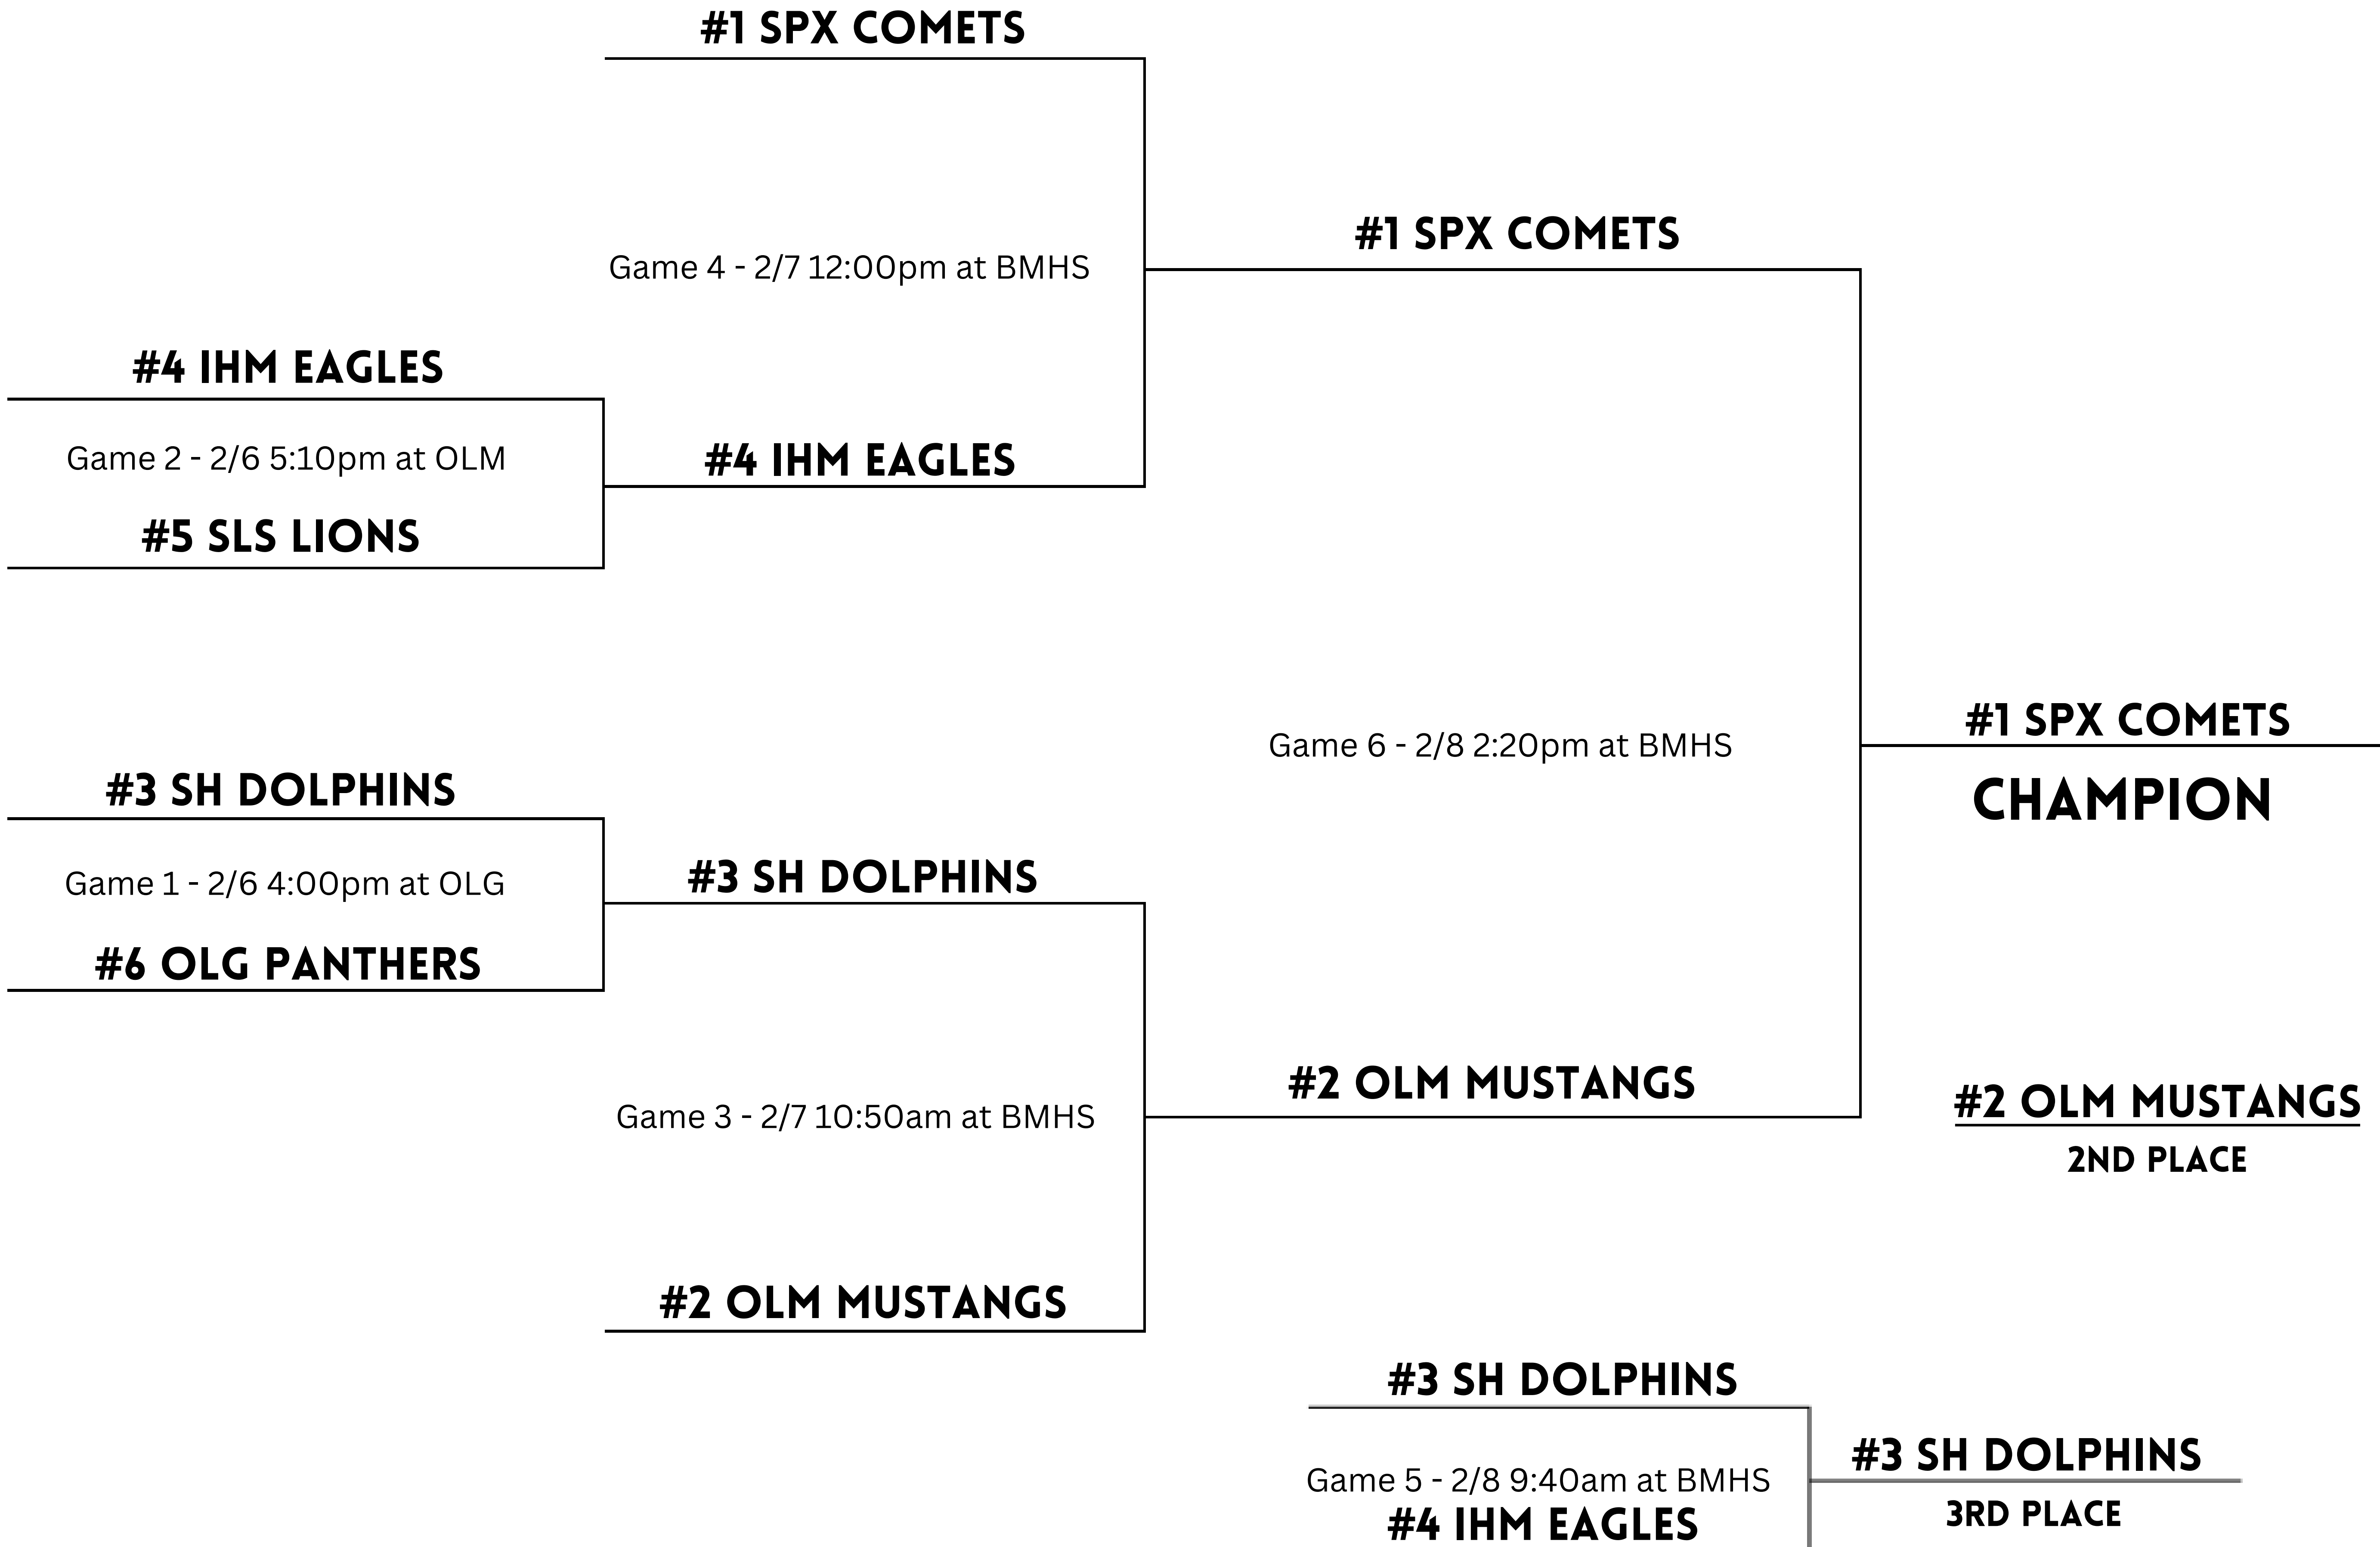 #1 SPX COMETS
Game 4 - 2/7 12:00pm at BMHS
#1 SPX COMETS
#4 IHM EAGLES
Game 2 - 2/6 5:10pm at OLM
#4 IHM EAGLES
#5 SLS LIONS
#1 SPX COMETS
Game 6 - 2/8 2:20pm at BMHS
CHAMPION
#3 SH DOLPHINS
Game 1 - 2/6 4:00pm at OLG
#3 SH DOLPHINS
#6 OLG PANTHERS
#2 OLM MUSTANGS
Game 3 - 2/7 10:50am at BMHS
#2 OLM MUSTANGS
2ND PLACE
#2 OLM MUSTANGS
#3 SH DOLPHINS
Game 5 - 2/8 9:40am at BMHS
#4 IHM EAGLES
#3 SH DOLPHINS
3RD PLACE